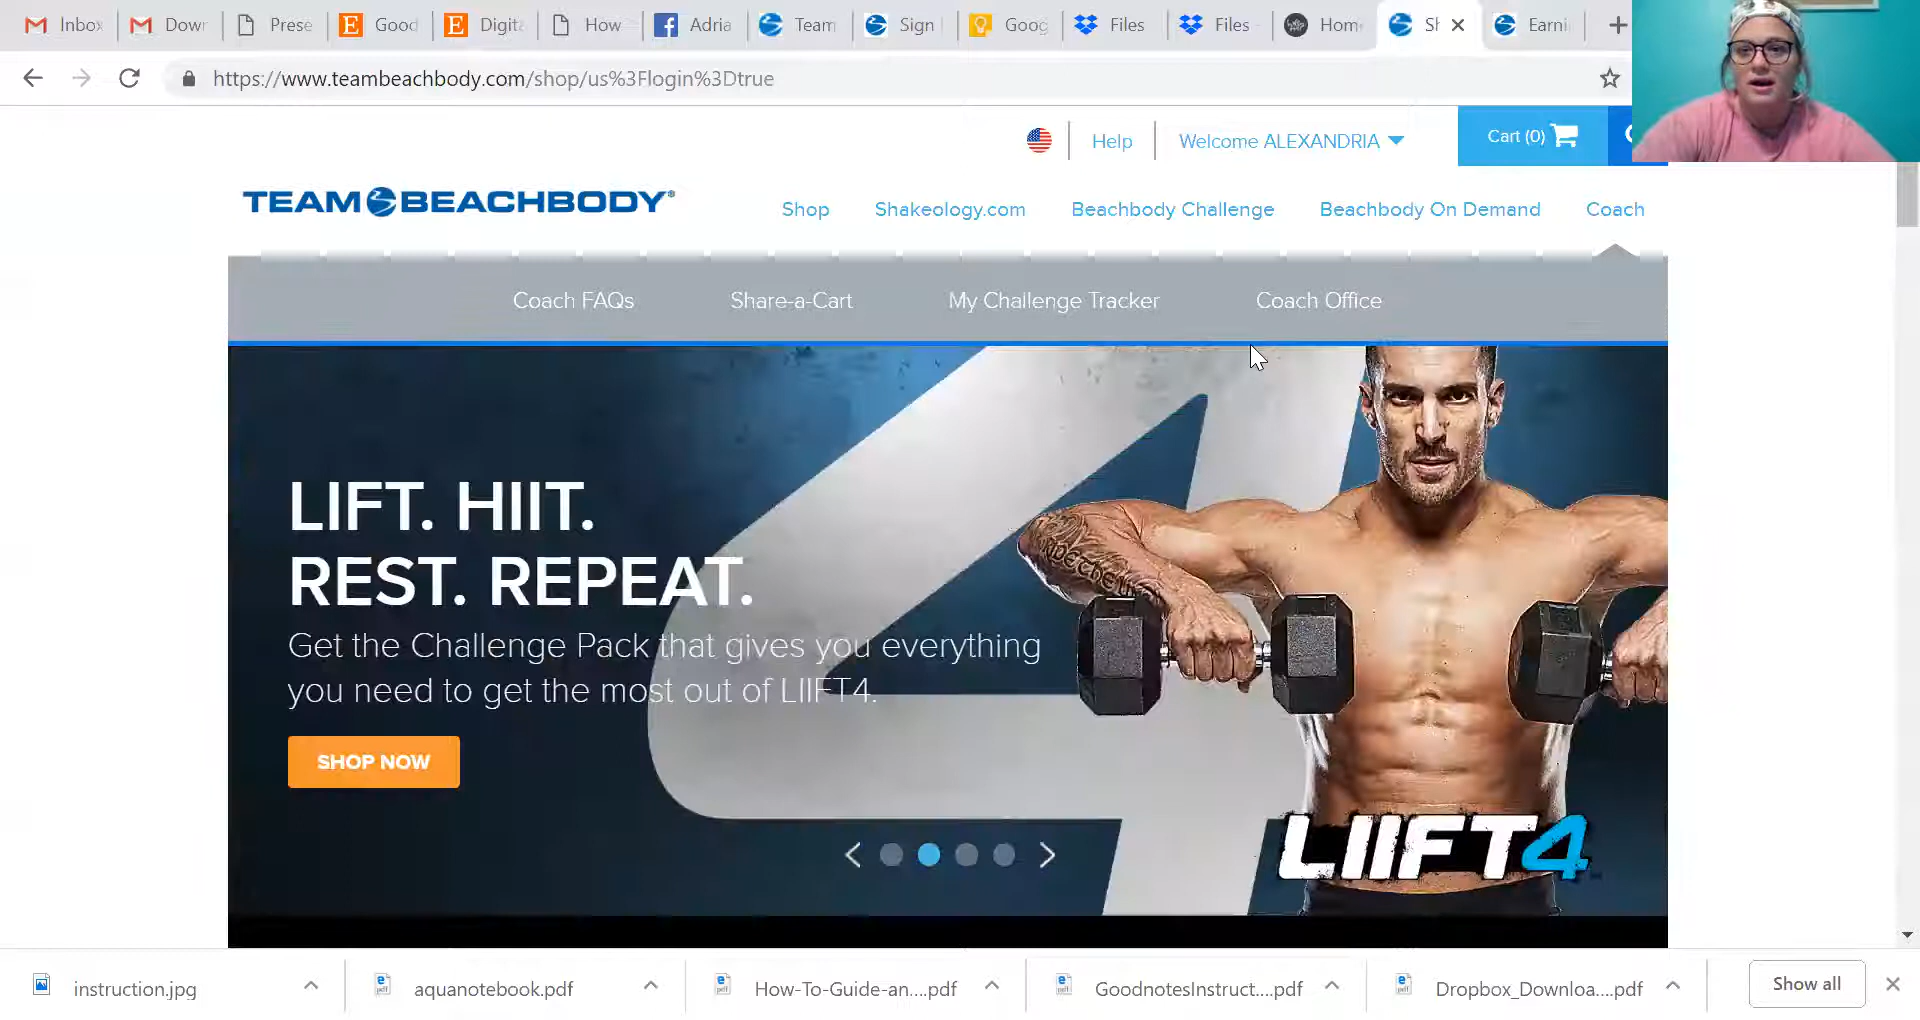 Inbox
Down
Prese
Good
Digita
How
Adria
Team
Sign
Goog
Files
Files
Home
Sh
Earni
https://www.teambeachbody.com/shop/us%3Flogin%3Dtrue
Help
Welcome ALEXANDRIA
Cart (0)
TEAM BEACHBODY®
Shop
Shakeology.com
Beachbody Challenge
Beachbody On Demand
Coach
Coach FAQs
Share-a-Cart
My Challenge Tracker
Coach Office
LIFT. HIIT.
REST. REPEAT.
Get the Challenge Pack that gives you everything
you need to get the most out of LIIFT4.
SHOP NOW
LIIFT4
instruction.jpg
aquanotebook.pdf
How-To-Guide-an....pdf
GoodnotesInstruct....pdf
Dropbox_Downloa....pdf
Show all